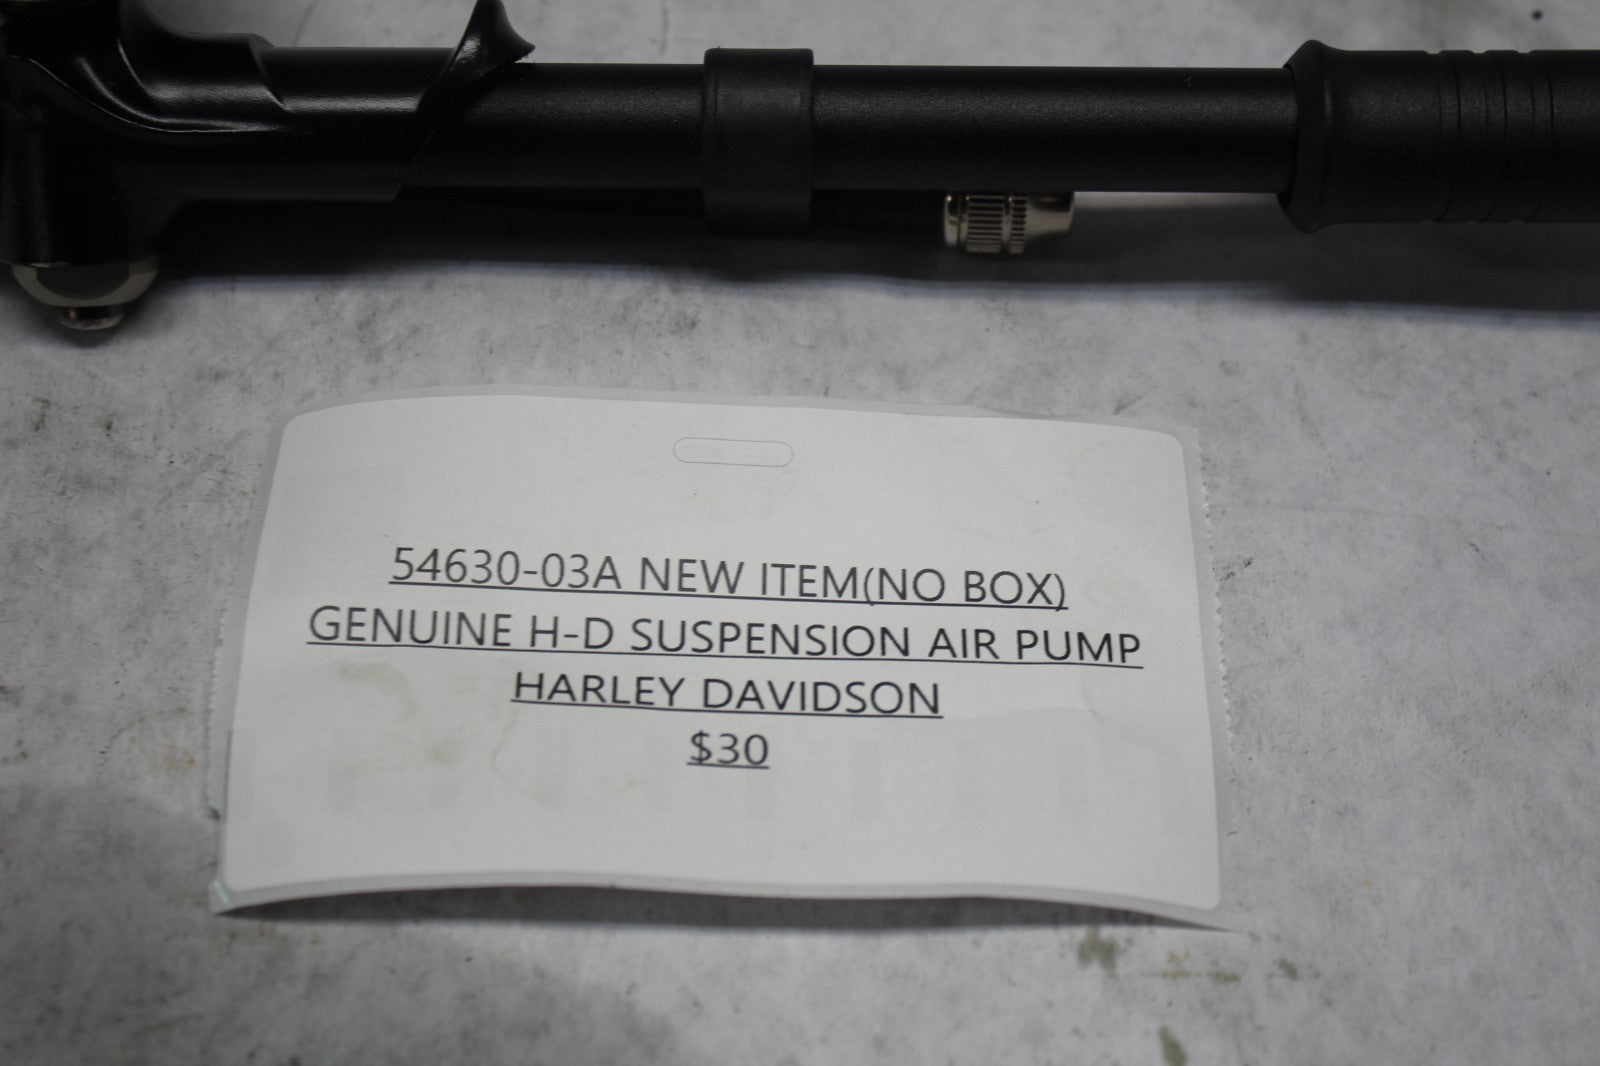 54630-03A NEW ITEM(NO BOX)
GENUINE H-D SUSPENSION AIR PUMP
HARLEY DAVIDSON
$30